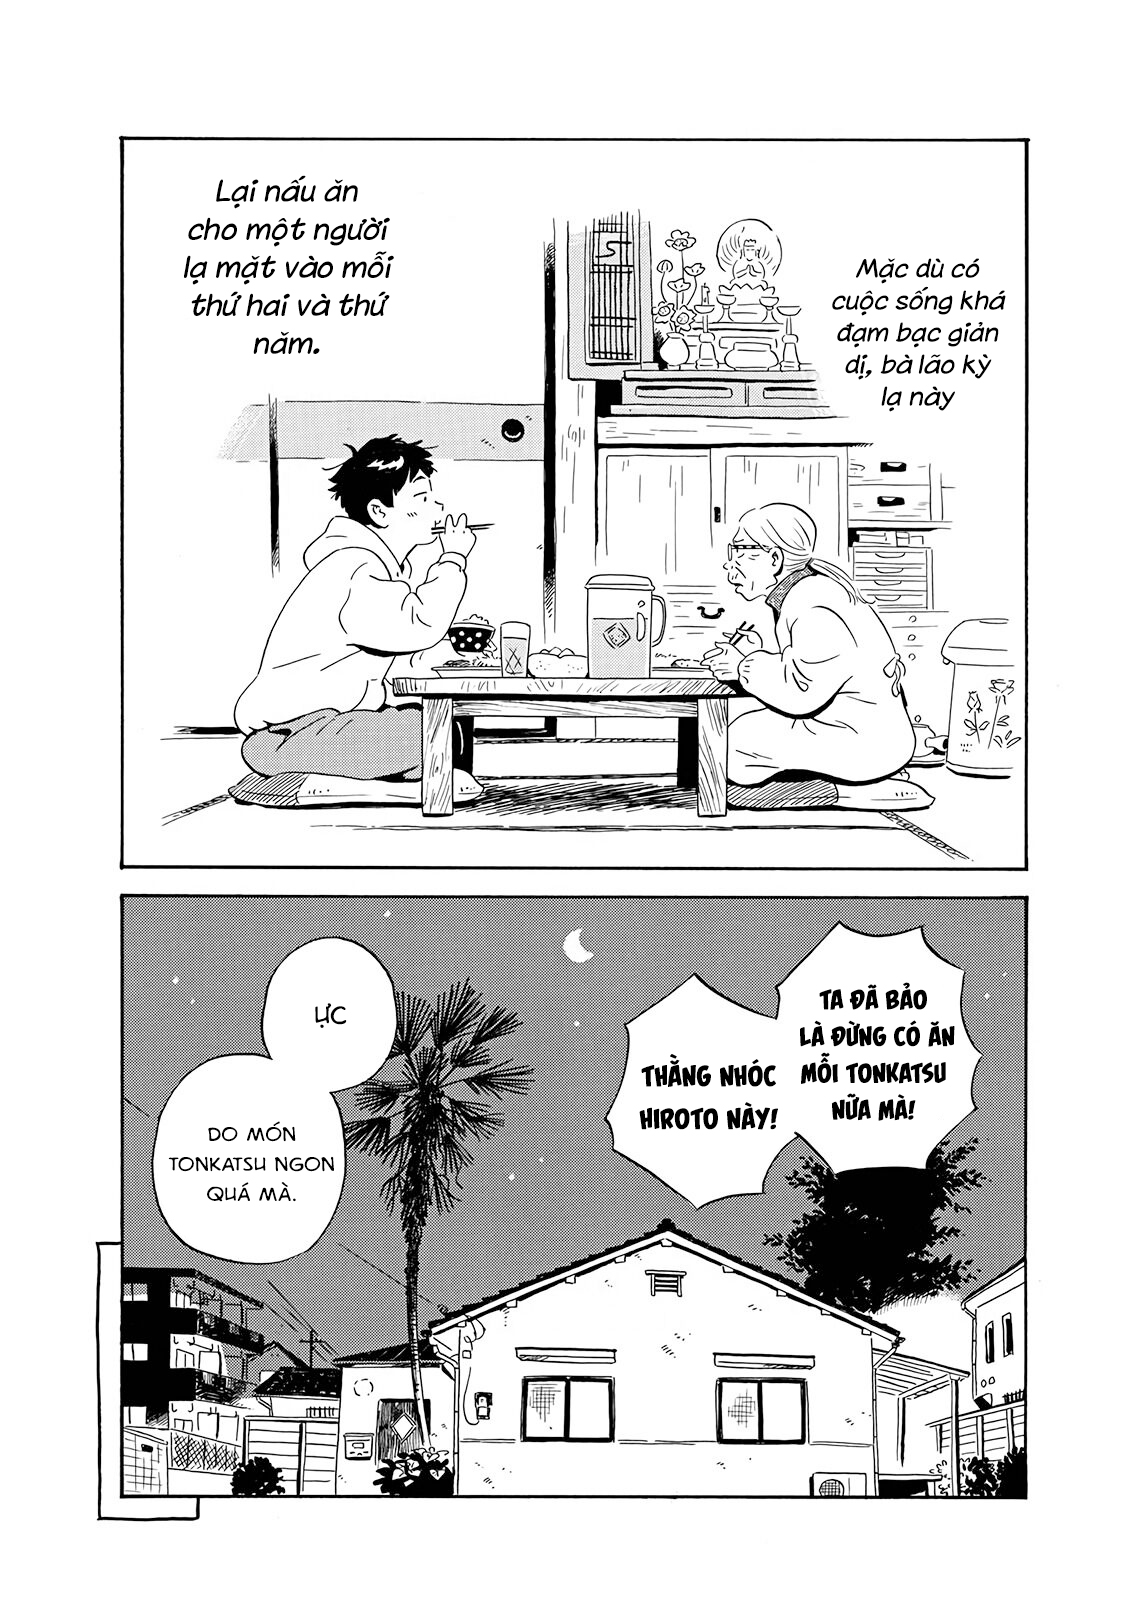 Mặc dù có
cuộc sống khá
đạm bạc giản
dị, bà lão kỳ
lạ này
Lại nấu ăn
cho một người
lạ mặt vào mỗi
thứ hai và thứ
năm.
TA ĐÃ BẢO
LÀ ĐỪNG CÓ ĂN
MỖI TONKATSU
NỮA MÀ!
THẰNG NHÓC
HIROTO NÀY!
ỰC
DO MÓN
TONKATSU NGON
QUÁ MÀ.